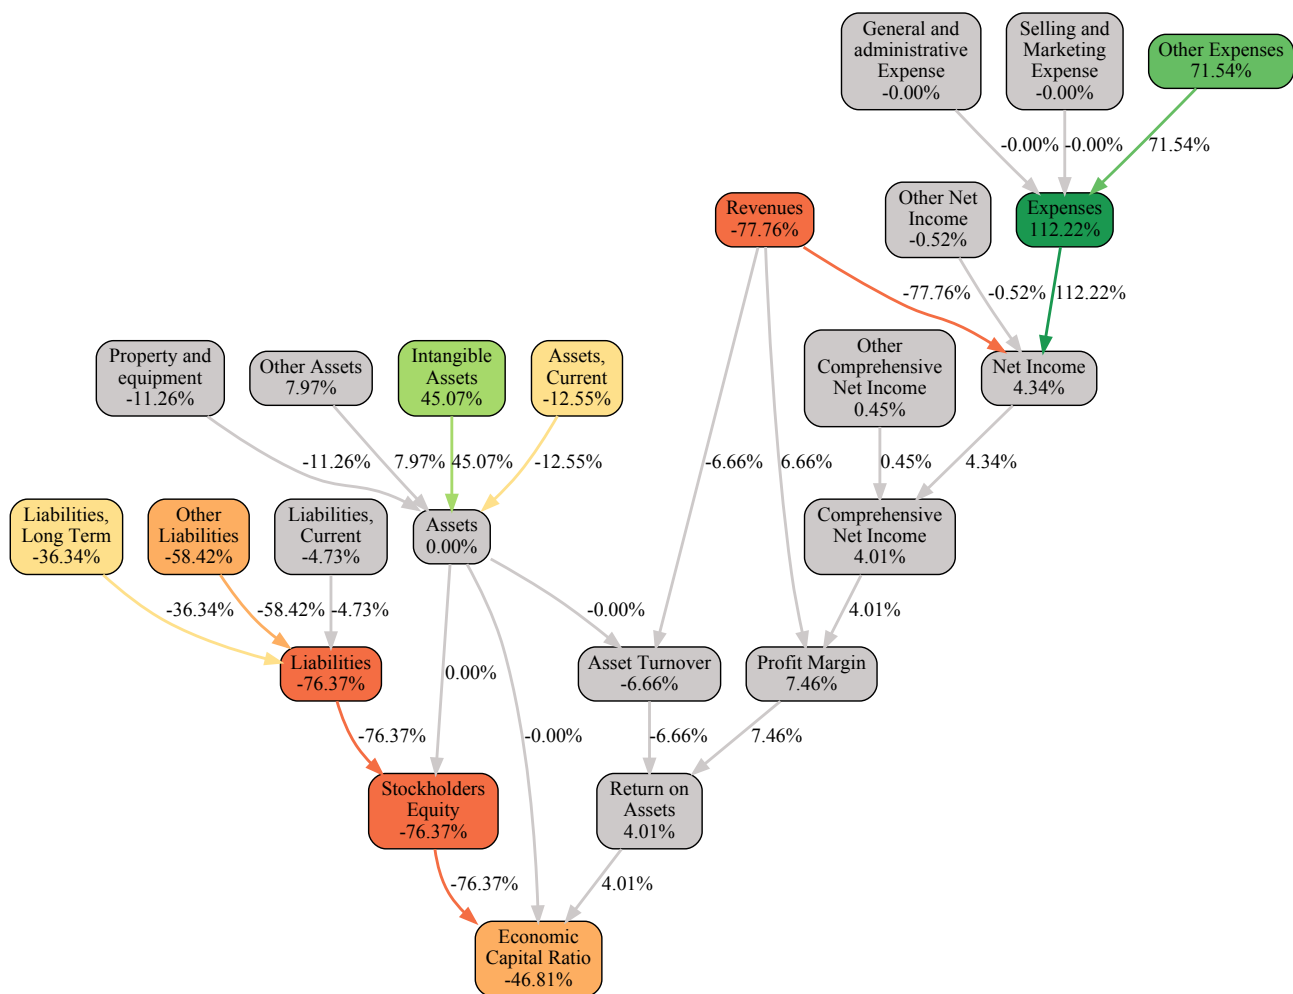 General and
administrative
Expense
-0.00%
Selling and
Marketing
Expense
-0.00%
Other Expenses
71.54%
-0.00%
-0.00%
71.54%
Revenues
-77.76%
Other Net
Income
-0.52%
Expenses
112.22%
-77.76%
-0.52%
112.22%
Property and
equipment
-11.26%
Other Assets
7.97%
Intangible
Assets
45.07%
Assets,
Current
-12.55%
Other
Comprehensive
Net Income
0.45%
Net Income
4.34%
-11.26%
7.97%
45.07%
-12.55%
-6.66%
6.66%
0.45%
4.34%
Liabilities,
Long Term
-36.34%
Other
Liabilities
-58.42%
Liabilities,
Current
-4.73%
Assets
0.00%
Comprehensive
Net Income
4.01%
-36.34%
-58.42%
-4.73%
-0.00%
4.01%
Liabilities
-76.37%
0.00%
Asset Turnover
-6.66%
Profit Margin
7.46%
-76.37%
-0.00%
-6.66%
7.46%
Stockholders
Equity
-76.37%
Return on
Assets
4.01%
-76.37%
4.01%
Economic
Capital Ratio
-46.81%